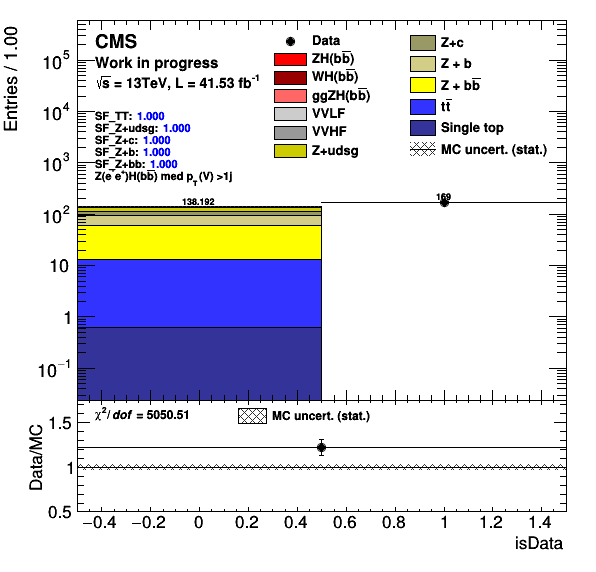 CMS
Work in progress
√s = 13TeV, L = 41.53 fb⁻¹
SF_TT: 1.000
SF_Z+udsg: 1.000
SF_Z+c: 1.000
SF_Z+b: 1.000
SF_Z+bb: 1.000
Z(e⁻e⁺)H(bb̅) med p_T(V) >1j
Data
ZH(bb̅)
WH(bb̅)
ggZH(bb̅)
VVLF
VVHF
Z+udsg
Z+c
Z + b
Z + bb̅
tt̅
Single top
MC uncert. (stat.)
Entries / 1.00
10⁵
10⁴
10³
10²
10
1
10⁻¹
138.192
169
χ²/dof = 5050.51
MC uncert. (stat.)
Data/MC
1.5
1
0.5
−0.4 −0.2 0 0.2 0.4 0.6 0.8 1 1.2 1.4
isData